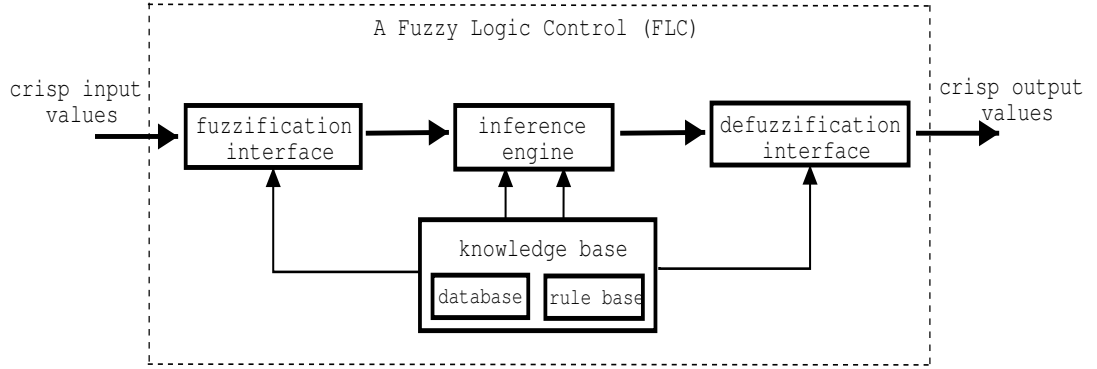 A Fuzzy Logic Control (FLC)
crisp input
values
fuzzification
interface
inference
engine
defuzzification
interface
crisp output
values
knowledge base
database
rule base